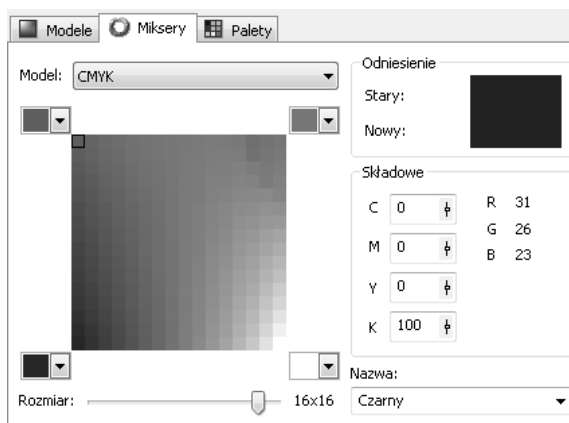 Modele Miksery Palety
Model: CMYK
Odniesienie
Stary:
Nowy:
Składowe
C 0 R 31
M 0 G 26
Y 0 B 23
K 100
Rozmiar: 16x16
Nazwa:
Czarny